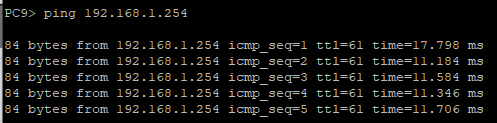 PC9> ping 192.168.1.254
84 bytes from 192.168.1.254 icmp_seq=1 ttl=61 time=17.798 ms
84 bytes from 192.168.1.254 icmp_seq=2 ttl=61 time=11.184 ms
84 bytes from 192.168.1.254 icmp_seq=3 ttl=61 time=11.584 ms
84 bytes from 192.168.1.254 icmp_seq=4 ttl=61 time=11.346 ms
84 bytes from 192.168.1.254 icmp_seq=5 ttl=61 time=11.706 ms